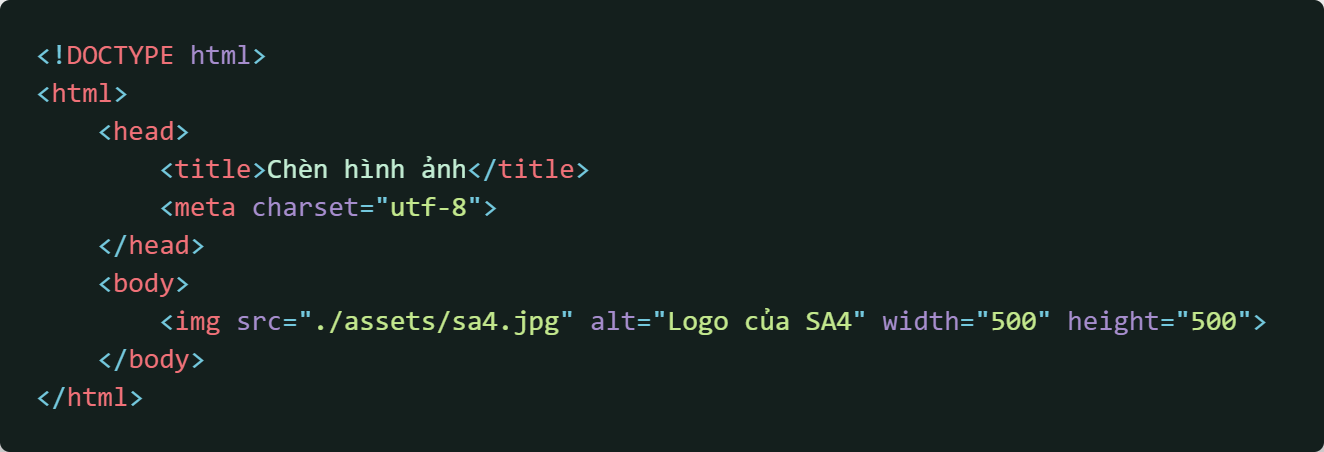 <!DOCTYPE html>
<html>
    <head>
        <title>Chèn hình ảnh</title>
        <meta charset="utf-8">
    </head>
    <body>
        <img src="./assets/sa4.jpg" alt="Logo của SA4" width="500" height="500">
    </body>
</html>